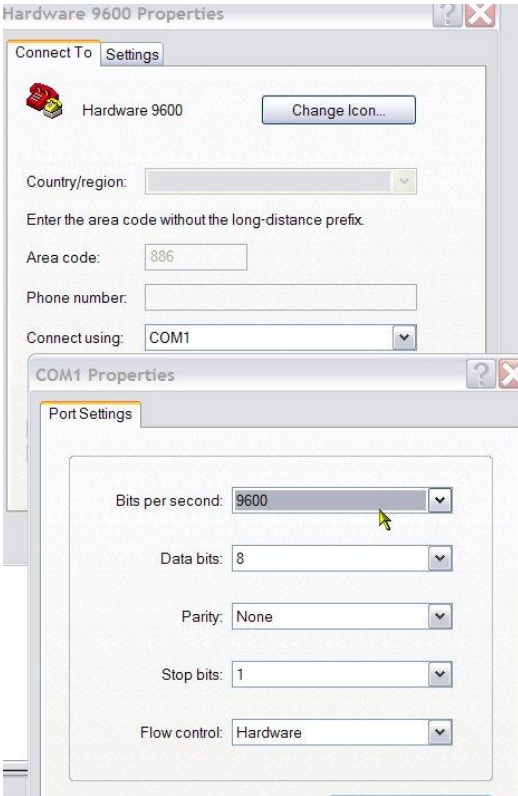 Hardware 9600 Properties
Connect To Settings
Hardware 9600 Change Icon...
Country/region:
Enter the area code without the long-distance prefix.
Area code: 886
Phone number:
Connect using: COM1
COM1 Properties
Port Settings
Bits per second: 9600
Data bits: 8
Parity: None
Stop bits: 1
Flow control: Hardware